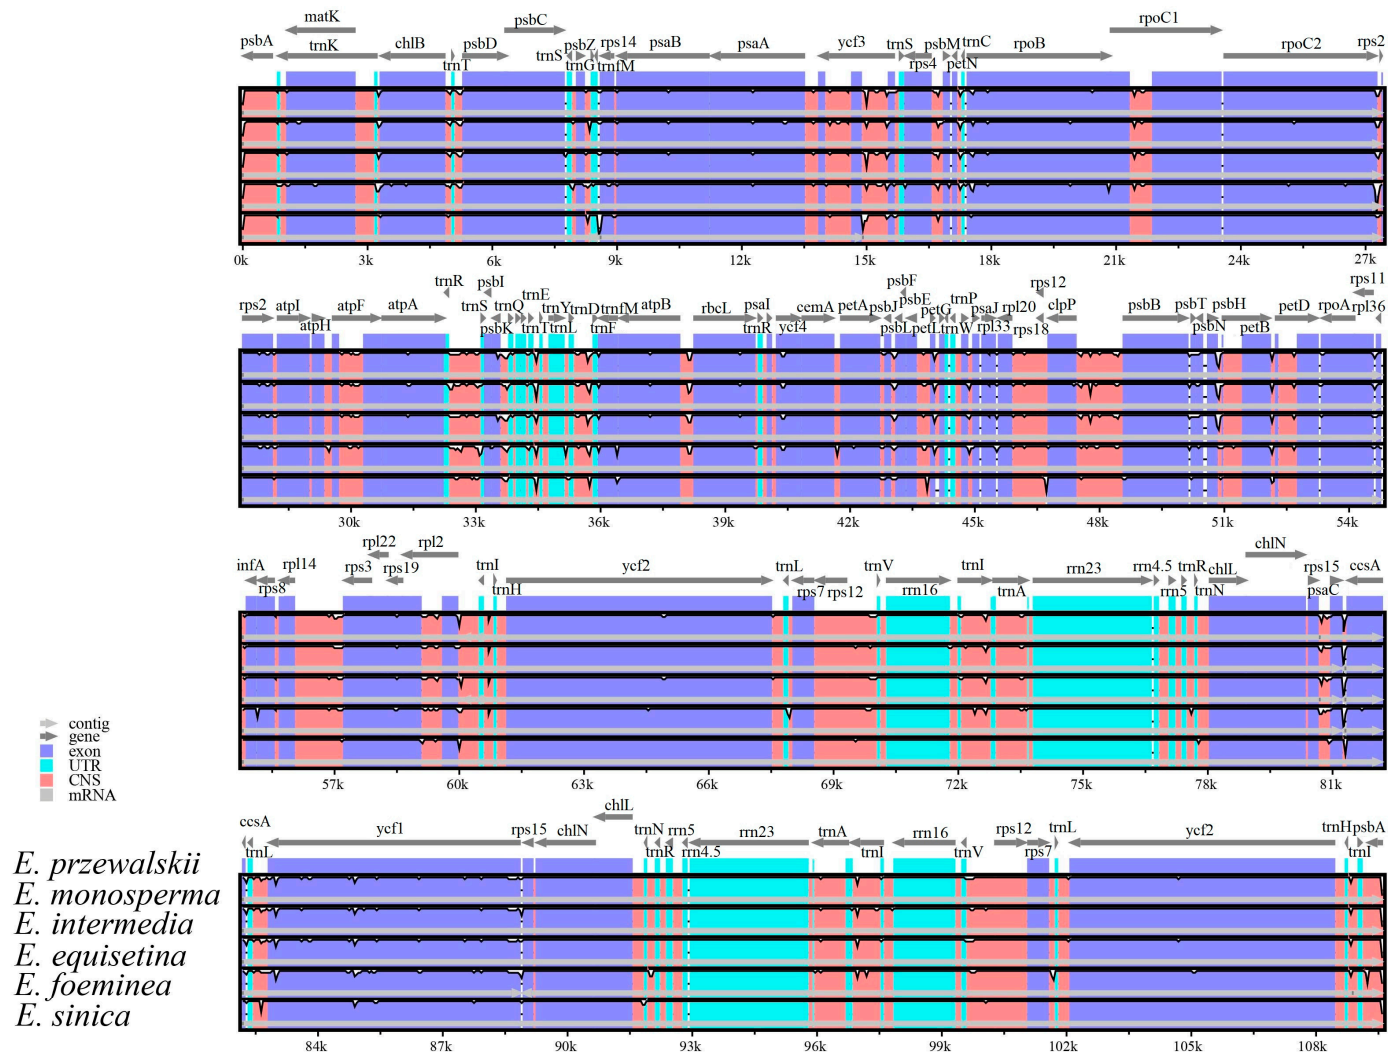 matK psbC rpoC1
psbA trnK chlB psbD trnS psbZ rps14 psaB psaA ycf3 trnS psbM trnC rpoB rpoC2 rps2
trnT trnG trnfM rps4 petN
0k 3k 6k 9k 12k 15k 18k 21k 24k 27k
trnR psbI trnE psbF trnP rps12 rps11
rps2 atpI atpF atpA trnS trnQ trnY trnD trnfM atpB rbcL psaI cemA petA psbJ psbE petG psaJ rpl20 clpP psbB psbT psbH petD rpoA rpl36
atpH psbK trnT trnL trnF trnR ycf4 psbL petL trnW rpl33 rps18 psbN petB
30k 33k 36k 39k 42k 45k 48k 51k 54k
rpl22 rpl2 chlN
infA rpl14 rps3 rps19 trnI ycf2 trnL trnV trnI rrn23 rrn4.5 trnR chlL rps15 ccsA
rps8 trnH rps7 rps12 rrn16 trnA rrn5 trnN psaC
contig
gene
exon
UTR
CNS
mRNA
57k 60k 63k 66k 69k 72k 75k 78k 81k
chlL
ccsA ycf1 rps15 chlN trnN rrn5 rrn23 trnA rrn16 rps12 trnL ycf2 trnH psbA
trnL trnR rrn4.5 trnI trnV rps7 trnI
E. przewalskii
E. monosperma
E. intermedia
E. equisetina
E. foeminea
E. sinica
84k 87k 90k 93k 96k 99k 102k 105k 108k